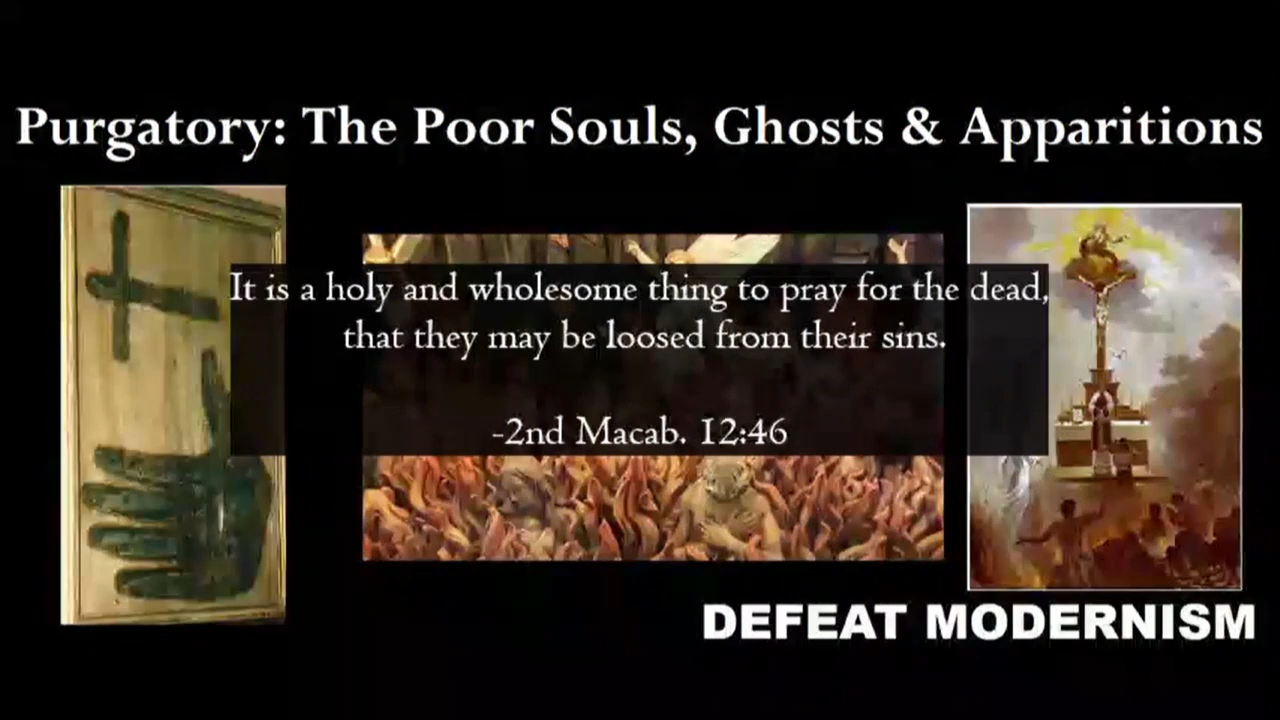 Purgatory: The Poor Souls, Ghosts & Apparitions
It is a holy and wholesome thing to pray for the dead,
that they may be loosed from their sins.
-2nd Macab. 12:46
DEFEAT MODERNISM